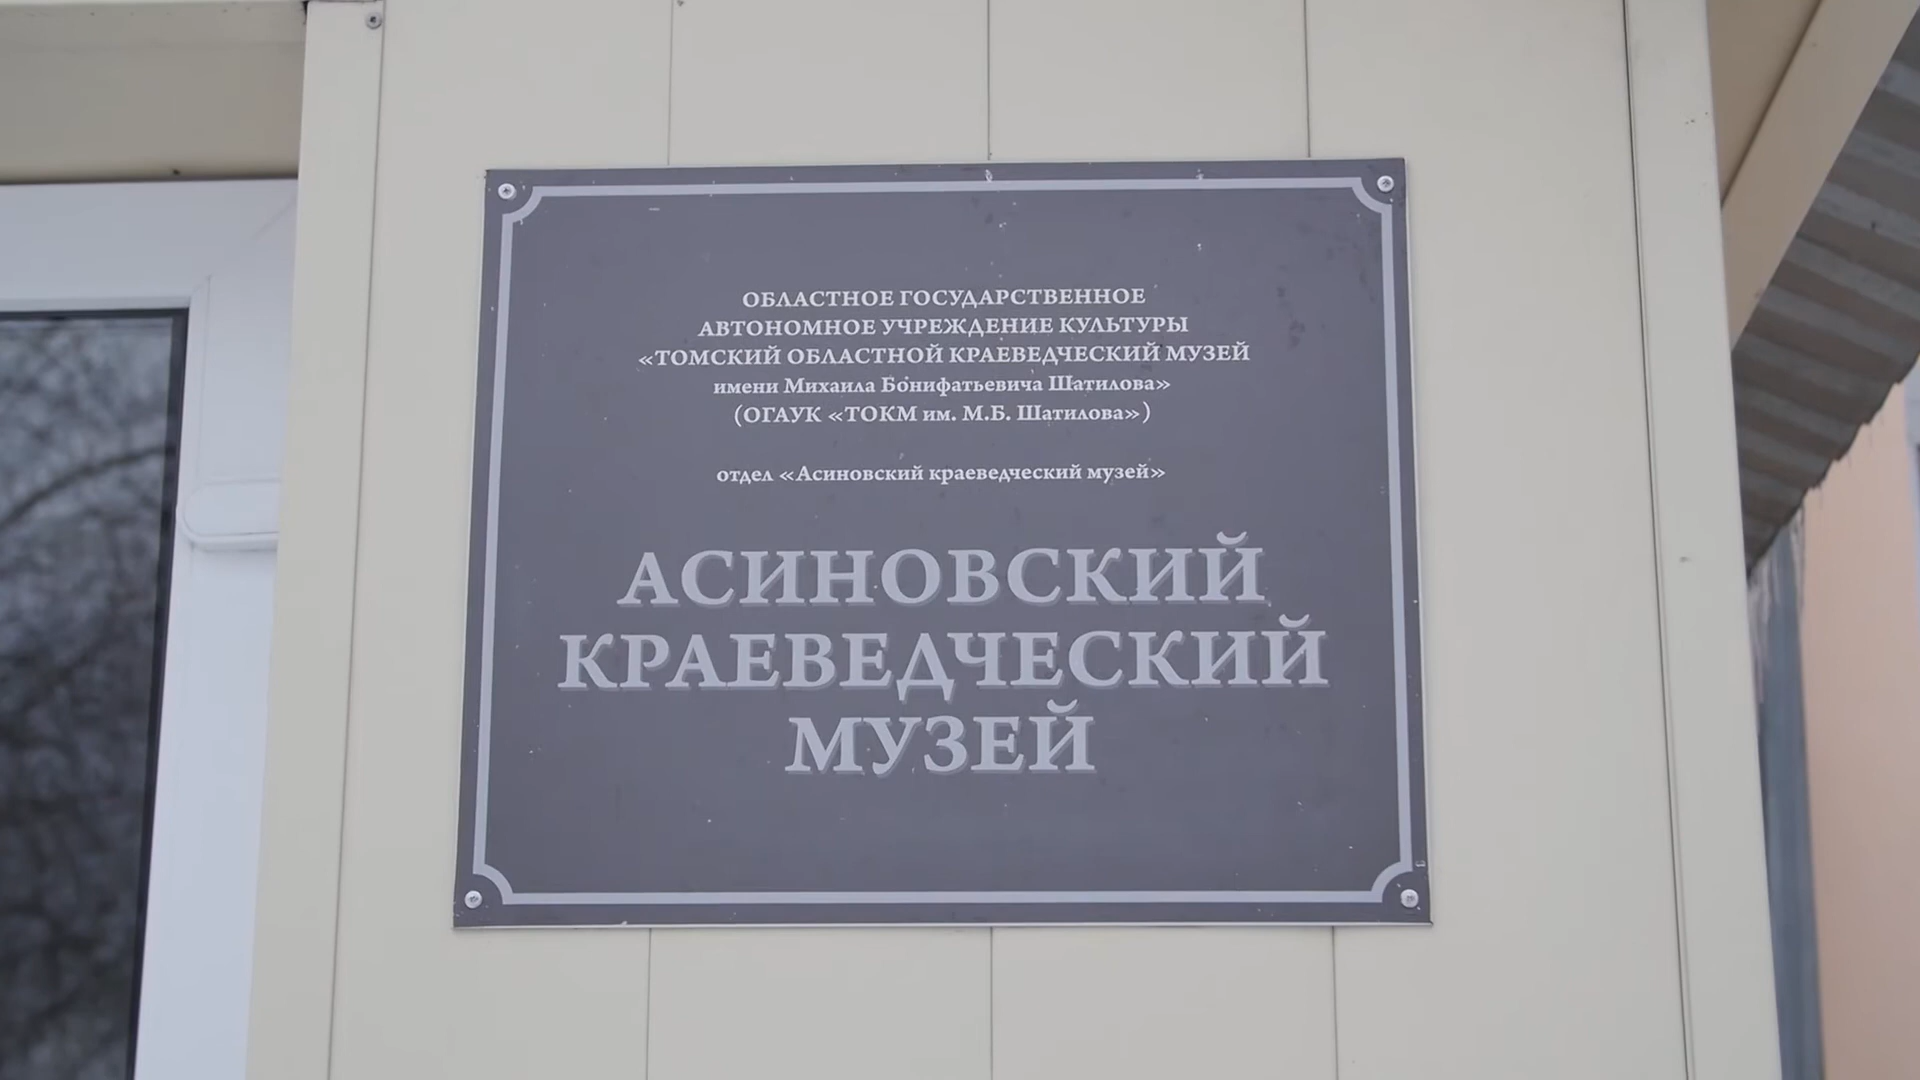 ОБЛАСТНОЕ ГОСУДАРСТВЕННОЕ
АВТОНОМНОЕ УЧРЕЖДЕНИЕ КУЛЬТУРЫ
«ТОМСКИЙ ОБЛАСТНОЙ КРАЕВЕДЧЕСКИЙ МУЗЕЙ
имени Михаила Бонифатьевича Шатилова»
(ОГАУК «ТОКМ им. М.Б. Шатилова»)
отдел «Асиновский краеведческий музей»
АСИНОВСКИЙ
КРАЕВЕДЧЕСКИЙ
МУЗЕЙ